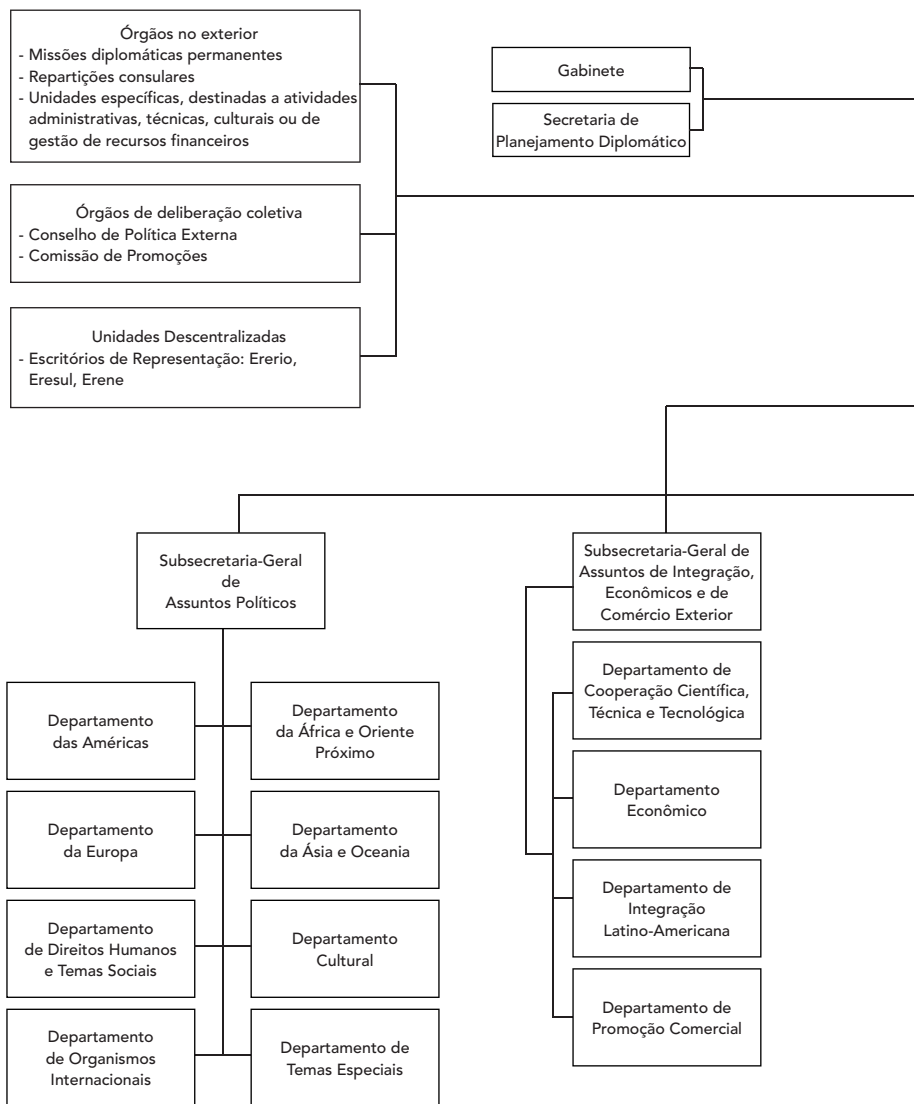 Órgãos no exterior
- Missões diplomáticas permanentes
- Repartições consulares
- Unidades específicas, destinadas a atividades
administrativas, técnicas, culturais ou de
gestão de recursos financeiros
Órgãos de deliberação coletiva
- Conselho de Política Externa
- Comissão de Promoções
Unidades Descentralizadas
- Escritórios de Representação: Ererio,
Eresul, Erene
Gabinete
Secretaria de
Planejamento Diplomático
Subsecretaria-Geral
de
Assuntos Políticos
Departamento
das Américas
Departamento
da África e Oriente
Próximo
Departamento
da Europa
Departamento
da Ásia e Oceania
Departamento
de Direitos Humanos
e Temas Sociais
Departamento
Cultural
Departamento
de Organismos
Internacionais
Departamento de
Temas Especiais
Subsecretaria-Geral de
Assuntos de Integração,
Econômicos e de
Comércio Exterior
Departamento de
Cooperação Científica,
Técnica e Tecnológica
Departamento
Econômico
Departamento de
Integração
Latino-Americana
Departamento de
Promoção Comercial